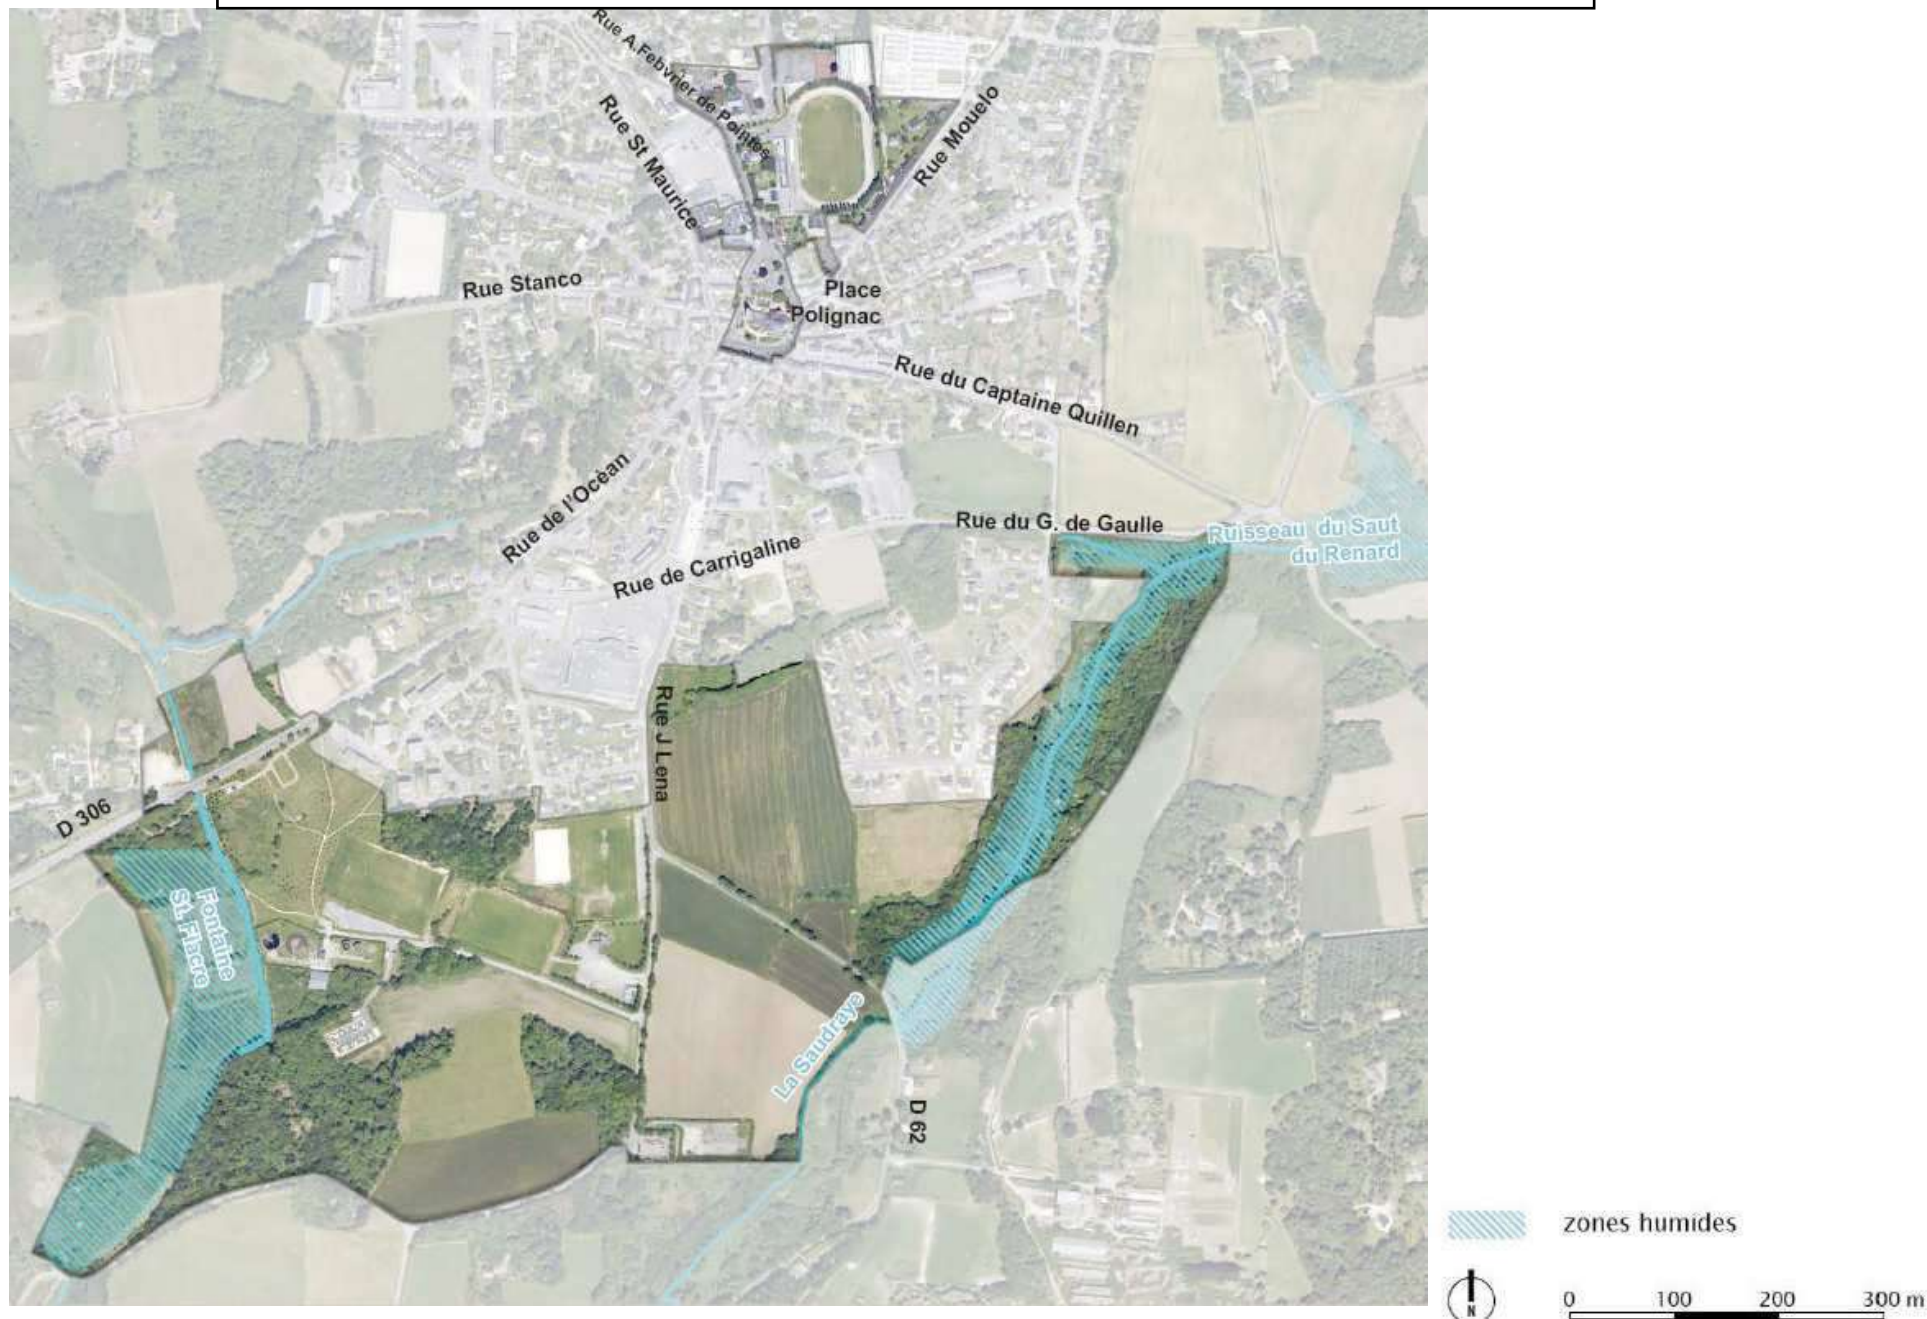 Rue A.Febvrier de Pointes
Rue St Maurice
Rue Mouelo
Rue Stanco
Place
Polignac
Rue du Captaine Quillen
Rue de l'Océan
Rue du G. de Gaulle
Ruisseau du Saut
du Renard
Rue de Carrigaline
Rue J Lena
D 306
Fontaine
St. Fiacre
La Saudraye
D 62
zones humides
N
0 100 200 300 m